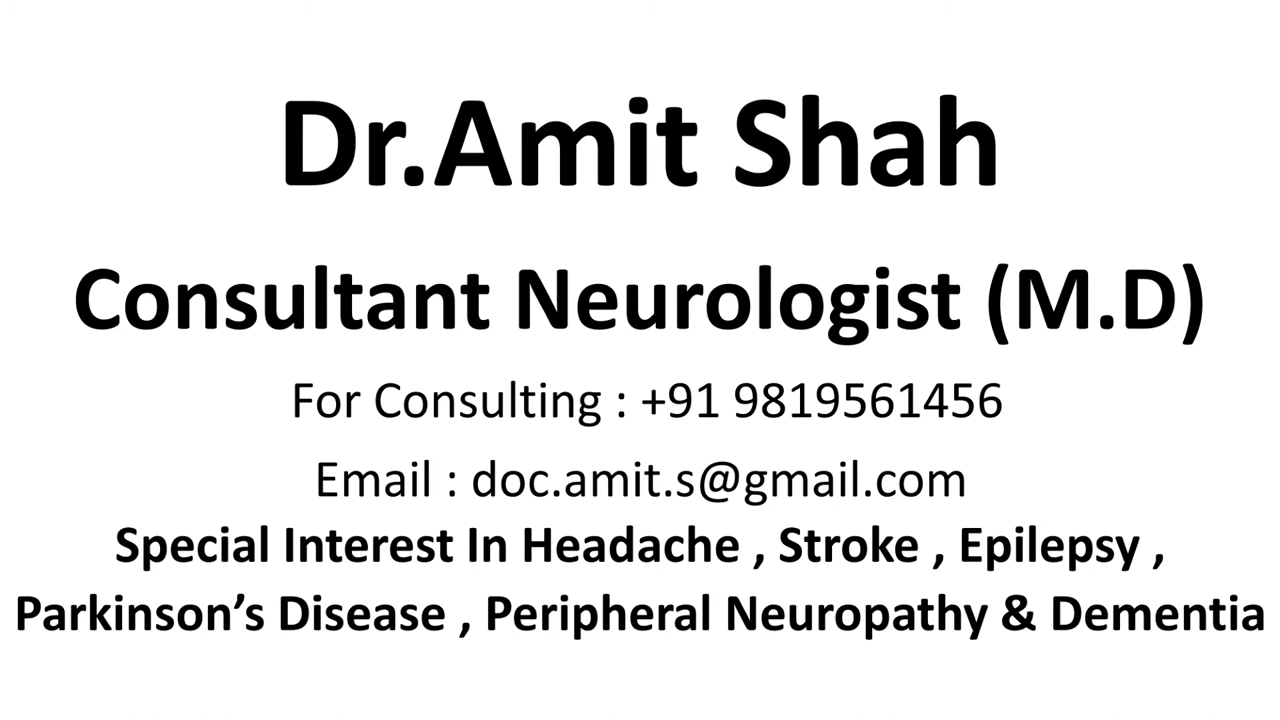 Dr.Amit Shah
Consultant Neurologist (M.D)
For Consulting : +91 9819561456
Email : doc.amit.s@gmail.com
Special Interest In Headache , Stroke , Epilepsy ,
Parkinson’s Disease , Peripheral Neuropathy & Dementia